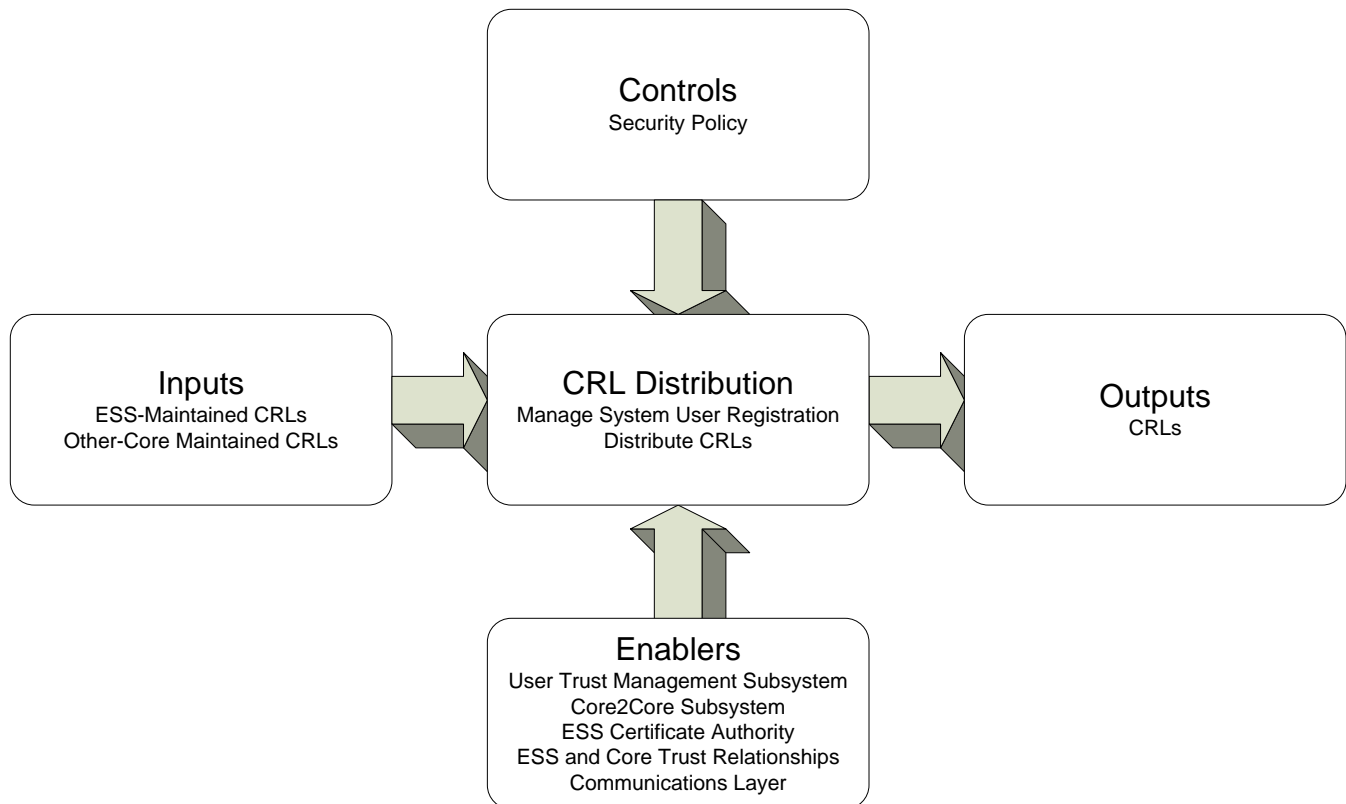 Controls
Security Policy
Inputs
ESS-Maintained CRLs
Other-Core Maintained CRLs
CRL Distribution
Manage System User Registration
Distribute CRLs
Outputs
CRLs
Enablers
User Trust Management Subsystem
Core2Core Subsystem
ESS Certificate Authority
ESS and Core Trust Relationships
Communications Layer